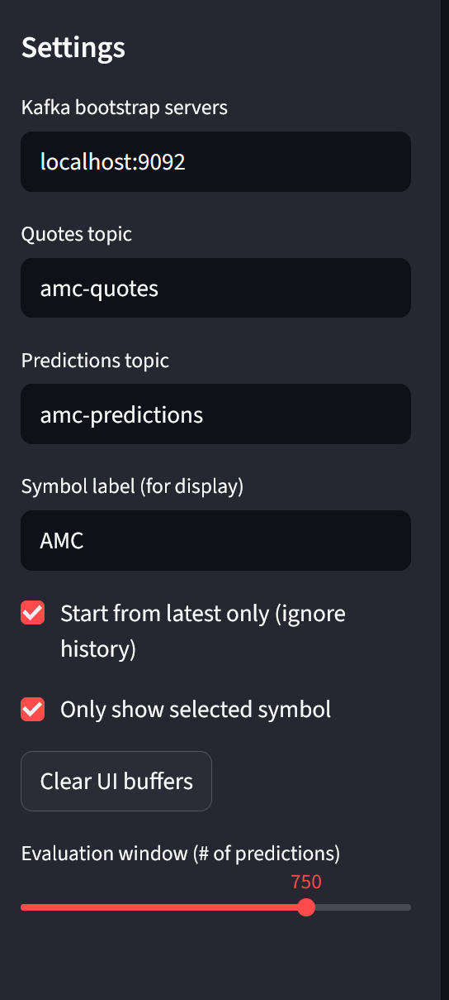 Settings
Kafka bootstrap servers
localhost:9092
Quotes topic
amc-quotes
Predictions topic
amc-predictions
Symbol label (for display)
AMC
Start from latest only (ignore
history)
Only show selected symbol
Clear UI buffers
Evaluation window (# of predictions)
750